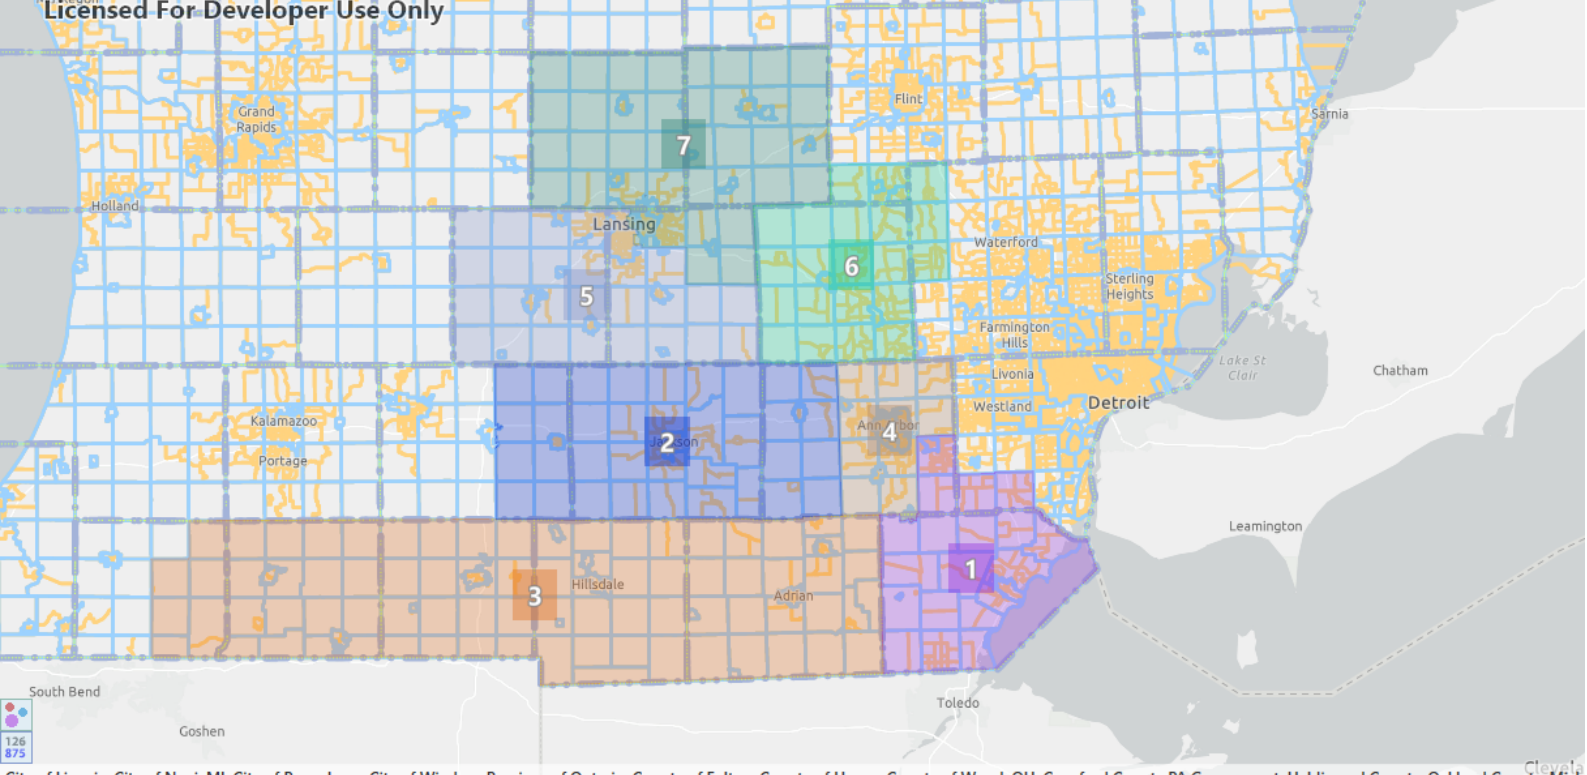 Licensed For Developer Use Only
Flint
Grand
Rapids
Sarnia
7
Holland
Lansing
Waterford
6
Sterling
Heights
5
Farmington
Hills
Lake St
Clair
Livonia
Chatham
Westland
Detroit
Kalamazoo
Ann
4
2
Portage
Leamington
1
Hillsdale
3
Adrian
South Bend
Toledo
Goshen
126
875